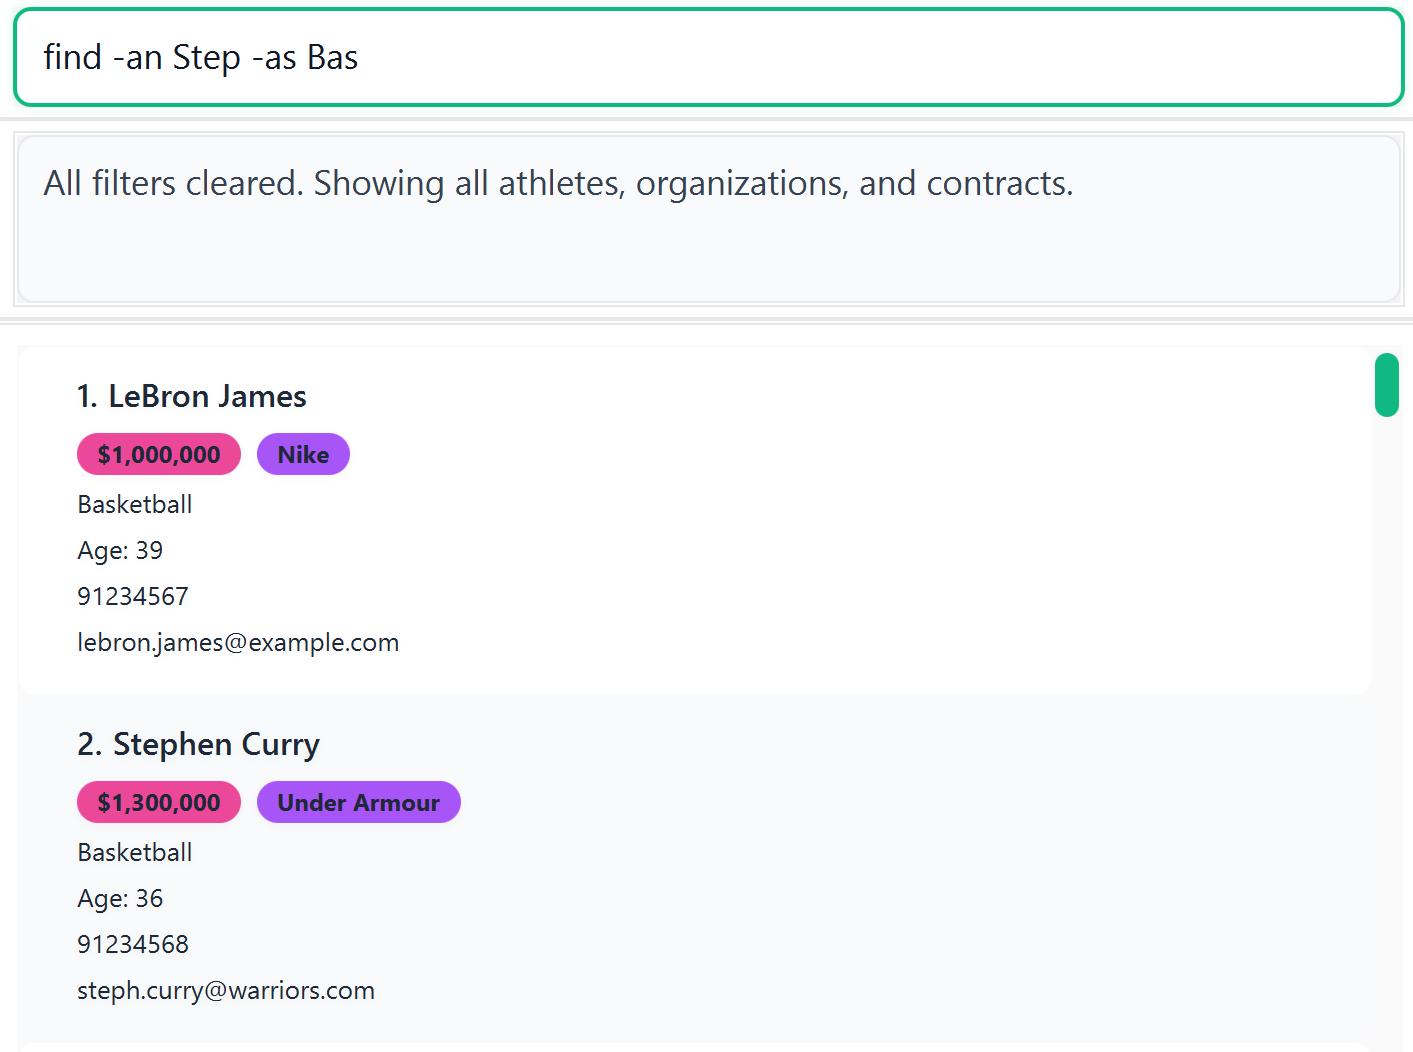 find -an Step -as Bas
All filters cleared. Showing all athletes, organizations, and contracts.
1. LeBron James
$1,000,000 Nike
Basketball
Age: 39
91234567
lebron.james@example.com
2. Stephen Curry
$1,300,000 Under Armour
Basketball
Age: 36
91234568
steph.curry@warriors.com